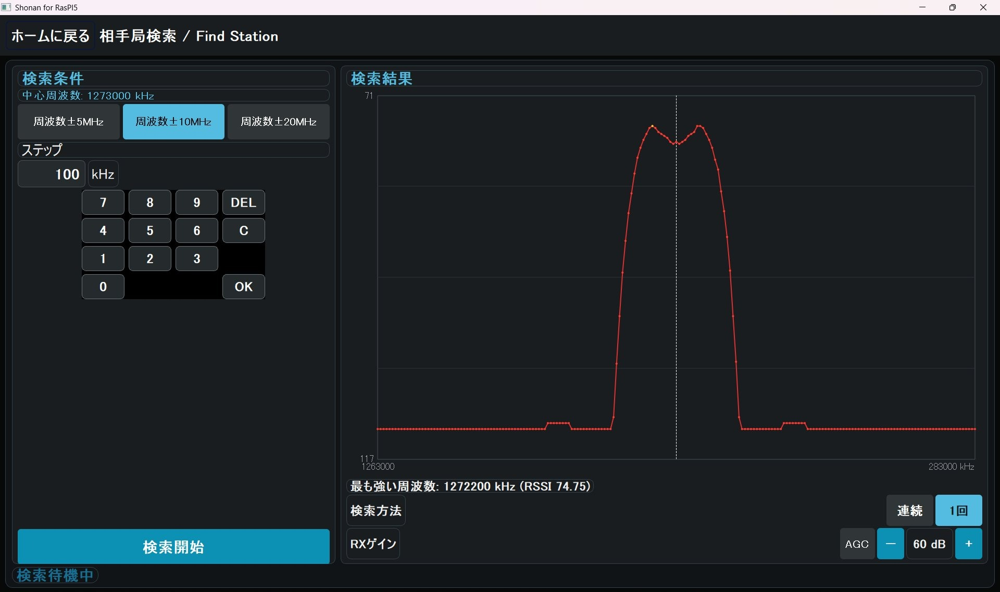 Shonan for RasPI5
ホームに戻る 相手局検索 / Find Station
検索条件
中心周波数: 1273000 kHz
周波数±5MHz 周波数±10MHz 周波数±20MHz
ステップ
100 kHz
7 8 9 DEL
4 5 6 C
1 2 3
0 OK
検索開始
検索待機中
検索結果
71
117
1263000 283000 kHz
最も強い周波数: 1272200 kHz (RSSI 74.75)
検索方法 連続 1回
RXゲイン AGC － 60 dB +